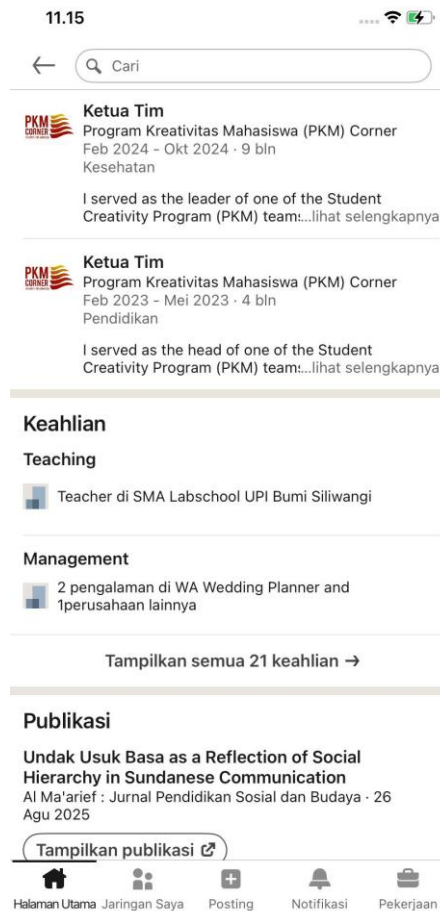 11.15
Cari
PKM
CORNER
Ketua Tim
Program Kreativitas Mahasiswa (PKM) Corner
Feb 2024 - Okt 2024 · 9 bln
Kesehatan
I served as the leader of one of the Student
Creativity Program (PKM) team:...lihat selengkapnya
PKM
CORNER
Ketua Tim
Program Kreativitas Mahasiswa (PKM) Corner
Feb 2023 - Mei 2023 · 4 bln
Pendidikan
I served as the head of one of the Student
Creativity Program (PKM) team:...lihat selengkapnya
Keahlian
Teaching
Teacher di SMA Labschool UPI Bumi Siliwangi
Management
2 pengalaman di WA Wedding Planner and
1perusahaan lainnya
Tampilkan semua 21 keahlian →
Publikasi
Undak Usuk Basa as a Reflection of Social
Hierarchy in Sundanese Communication
Al Ma'arief : Jurnal Pendidikan Sosial dan Budaya · 26
Agu 2025
Tampilkan publikasi
Halaman Utama Jaringan Saya Posting Notifikasi Pekerjaan